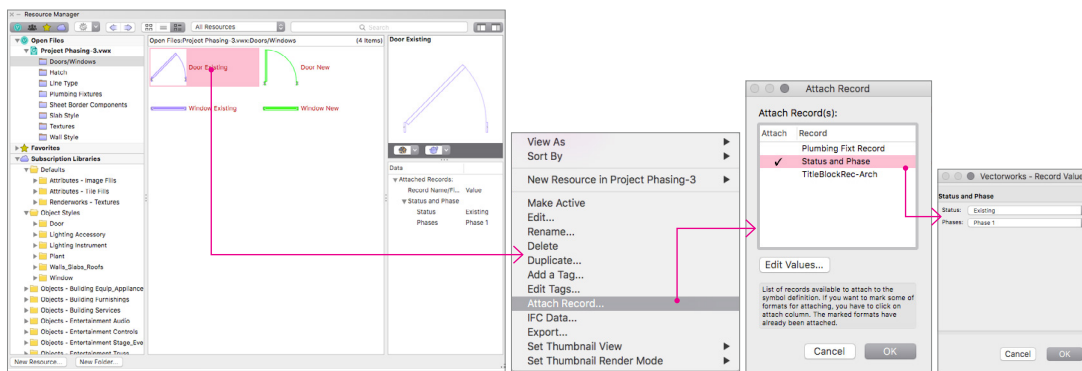 Resource Manager
All Resources
Search
Open Files
Project Phasing-3.vwx
Doors/Windows
Hatch
Line Type
Plumbing Fixtures
Sheet Border Components
Slab Style
Textures
Wall Style
Favorites
Subscription Libraries
Defaults
Attributes - Image Fills
Attributes - Tile Fills
Renderworks - Textures
Object Styles
Door
Lighting Accessory
Lighting Instrument
Plant
Walls_Slabs_Roofs
Window
Objects - Building Equip_Appliance
Objects - Building Furnishings
Objects - Building Services
Objects - Entertainment Audio
Objects - Entertainment Controls
Objects - Entertainment Stage_Eve
Objects - Entertainment Truss
New Resource...
New Folder...
Open Files:Project Phasing-3.vwx:Doors/Windows
(4 Items)
Door Existing
Door New
Window Existing
Window New
Door Existing
Data
Attached Records:
Record Name/Fi... Value
Status and Phase
Status Existing
Phases Phase 1
View As
Sort By
New Resource in Project Phasing-3
Make Active
Edit...
Rename...
Delete
Duplicate...
Add a Tag...
Edit Tags...
Attach Record...
IFC Data...
Export...
Set Thumbnail View
Set Thumbnail Render Mode
Attach Record
Attach Record(s):
Attach Record
Plumbing Fixt Record
✓ Status and Phase
TitleBlockRec-Arch
Edit Values...
List of records available to attach to the
symbol definition. If you want to mark some of
formats for attaching, you have to click on
attach column. The marked formats have
already been attached.
Cancel OK
Vectorworks - Record Value
Status and Phase
Status: Existing
Phases: Phase 1
Cancel OK